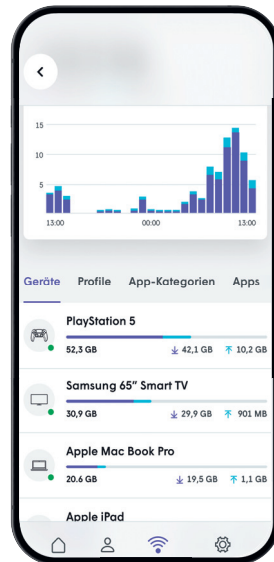 15
10
5
13:00 00:00 13:00
Geräte Profile App-Kategorien Apps
PlayStation 5
52,3 GB 42,1 GB 10,2 GB
Samsung 65” Smart TV
30,9 GB 29,9 GB 901 MB
Apple Mac Book Pro
20.6 GB 19,5 GB 1,1 GB
Apple iPad